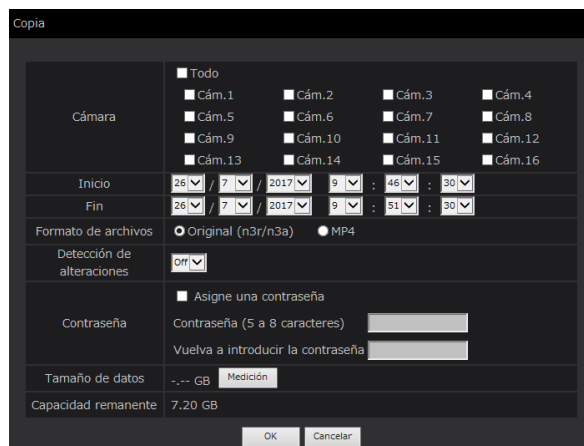 Copia
Cámara
Todo
Cám.1 Cám.2 Cám.3 Cám.4
Cám.5 Cám.6 Cám.7 Cám.8
Cám.9 Cám.10 Cám.11 Cám.12
Cám.13 Cám.14 Cám.15 Cám.16
Inicio 26 / 7 / 2017 9 : 46 : 30
Fin 26 / 7 / 2017 9 : 51 : 30
Formato de archivos Original (n3r/n3a) MP4
Detección de
alteraciones
Off
Contraseña
Asigne una contraseña
Contraseña (5 a 8 caracteres)
Vuelva a introducir la contraseña
Tamaño de datos -.-- GB Medición
Capacidad remanente 7.20 GB
OK Cancelar